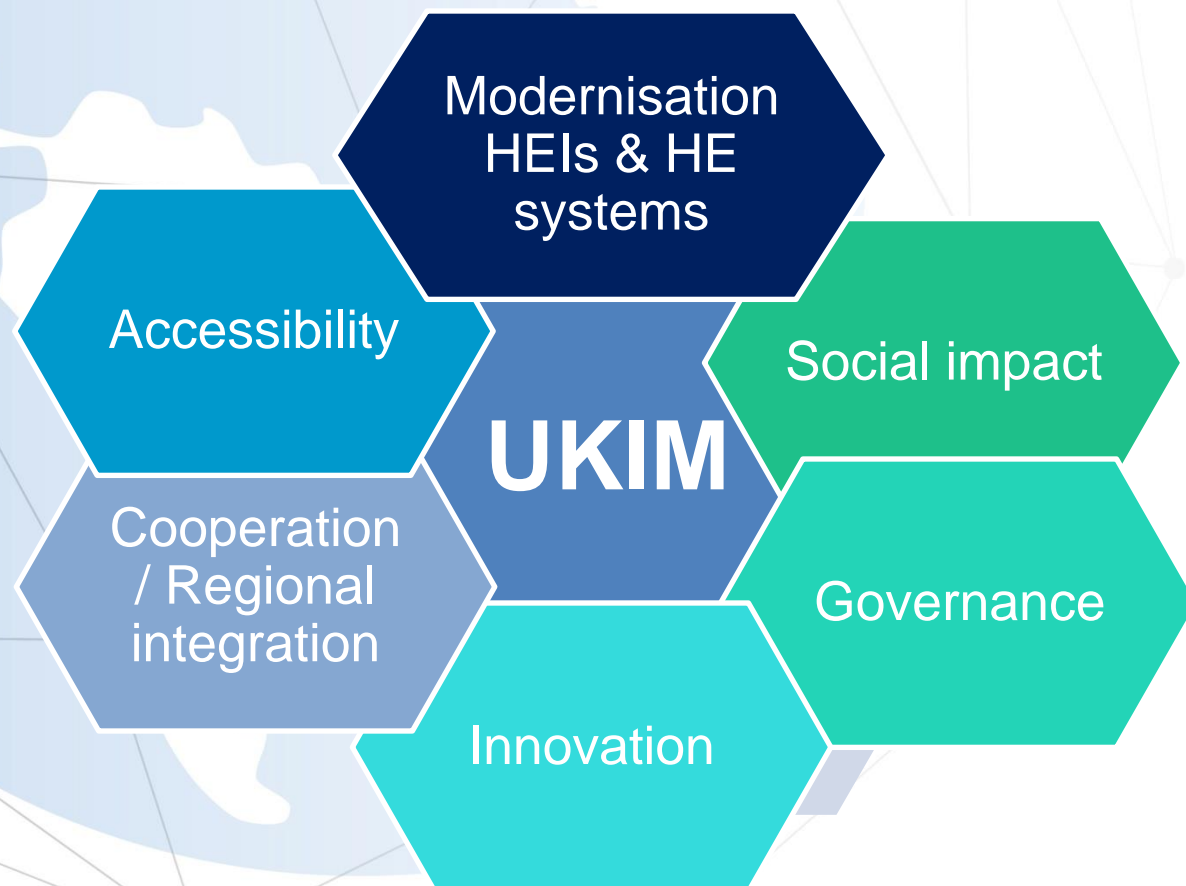 Modernisation
HEIs & HE
systems
Accessibility
Social impact
UKIM
Cooperation
/ Regional
integration
Governance
Innovation